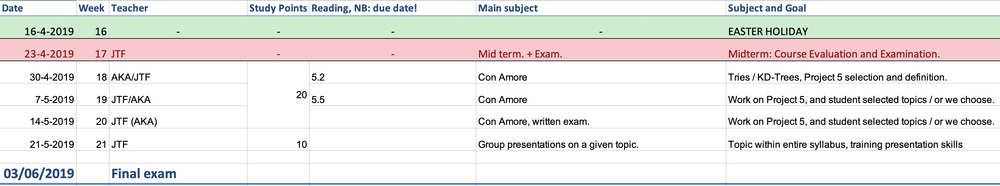 Date Week Teacher Study Points Reading, NB: due date! Main subject Subject and Goal
16-4-2019 16 - - - - EASTER HOLIDAY
23-4-2019 17 JTF - - Mid term. + Exam. Midterm: Course Evaluation and Examination.
30-4-2019 18 AKA/JTF 5.2 Con Amore Tries / KD-Trees, Project 5 selection and definition.
20
7-5-2019 19 JTF/AKA 5.5 Con Amore Work on Project 5, and student selected topics / or we choose.
14-5-2019 20 JTF (AKA) Con Amore, written exam. Work on Project 5, and student selected topics / or we choose.
21-5-2019 21 JTF 10 Group presentations on a given topic. Topic within entire syllabus, training presentation skills
03/06/2019 Final exam